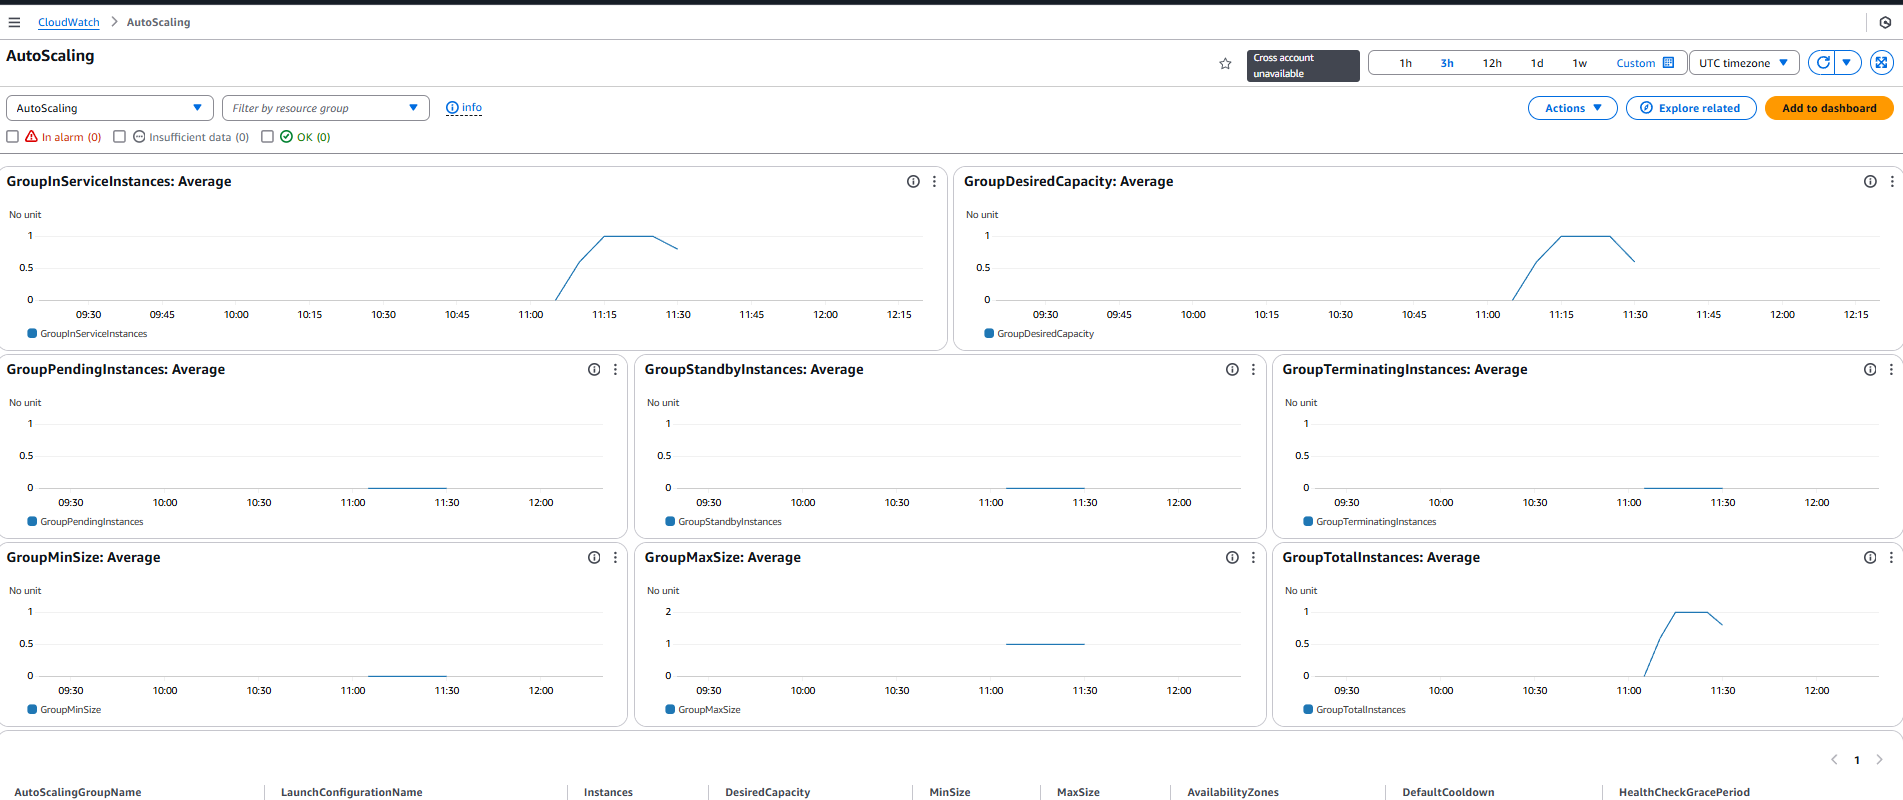 CloudWatch > AutoScaling
AutoScaling
Cross account unavailable
1h 3h 12h 1d 1w Custom UTC timezone
AutoScaling Filter by resource group info
Actions Explore related Add to dashboard
In alarm (0) Insufficient data (0) OK (0)
GroupInServiceInstances: Average
No unit
1
0.5
0
09:30 09:45 10:00 10:15 10:30 10:45 11:00 11:15 11:30 11:45 12:00 12:15
GroupInServiceInstances
GroupDesiredCapacity: Average
No unit
1
0.5
0
09:30 09:45 10:00 10:15 10:30 10:45 11:00 11:15 11:30 11:45 12:00 12:15
GroupDesiredCapacity
GroupPendingInstances: Average
No unit
1
0.5
0
09:30 10:00 10:30 11:00 11:30 12:00
GroupPendingInstances
GroupStandbyInstances: Average
No unit
1
0.5
0
09:30 10:00 10:30 11:00 11:30 12:00
GroupStandbyInstances
GroupTerminatingInstances: Average
No unit
1
0.5
0
09:30 10:00 10:30 11:00 11:30 12:00
GroupTerminatingInstances
GroupMinSize: Average
No unit
1
0.5
0
09:30 10:00 10:30 11:00 11:30 12:00
GroupMinSize
GroupMaxSize: Average
No unit
2
1
0
09:30 10:00 10:30 11:00 11:30 12:00
GroupMaxSize
GroupTotalInstances: Average
No unit
1
0.5
0
09:30 10:00 10:30 11:00 11:30 12:00
GroupTotalInstances
1
AutoScalingGroupName LaunchConfigurationName Instances DesiredCapacity MinSize MaxSize AvailabilityZones DefaultCooldown HealthCheckGracePeriod